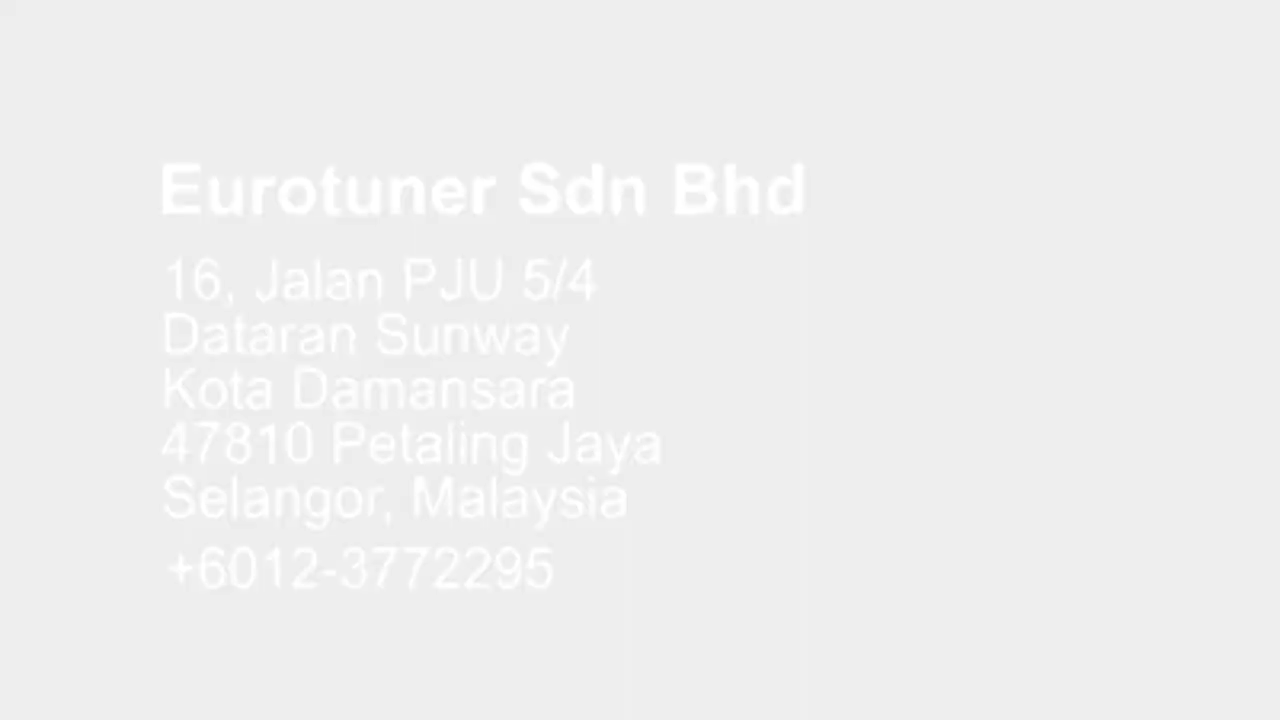 Eurotuner Sdn Bhd
16, Jalan PJU 5/4
Dataran Sunway
Kota Damansara
47810 Petaling Jaya
Selangor, Malaysia
+6012-3772295